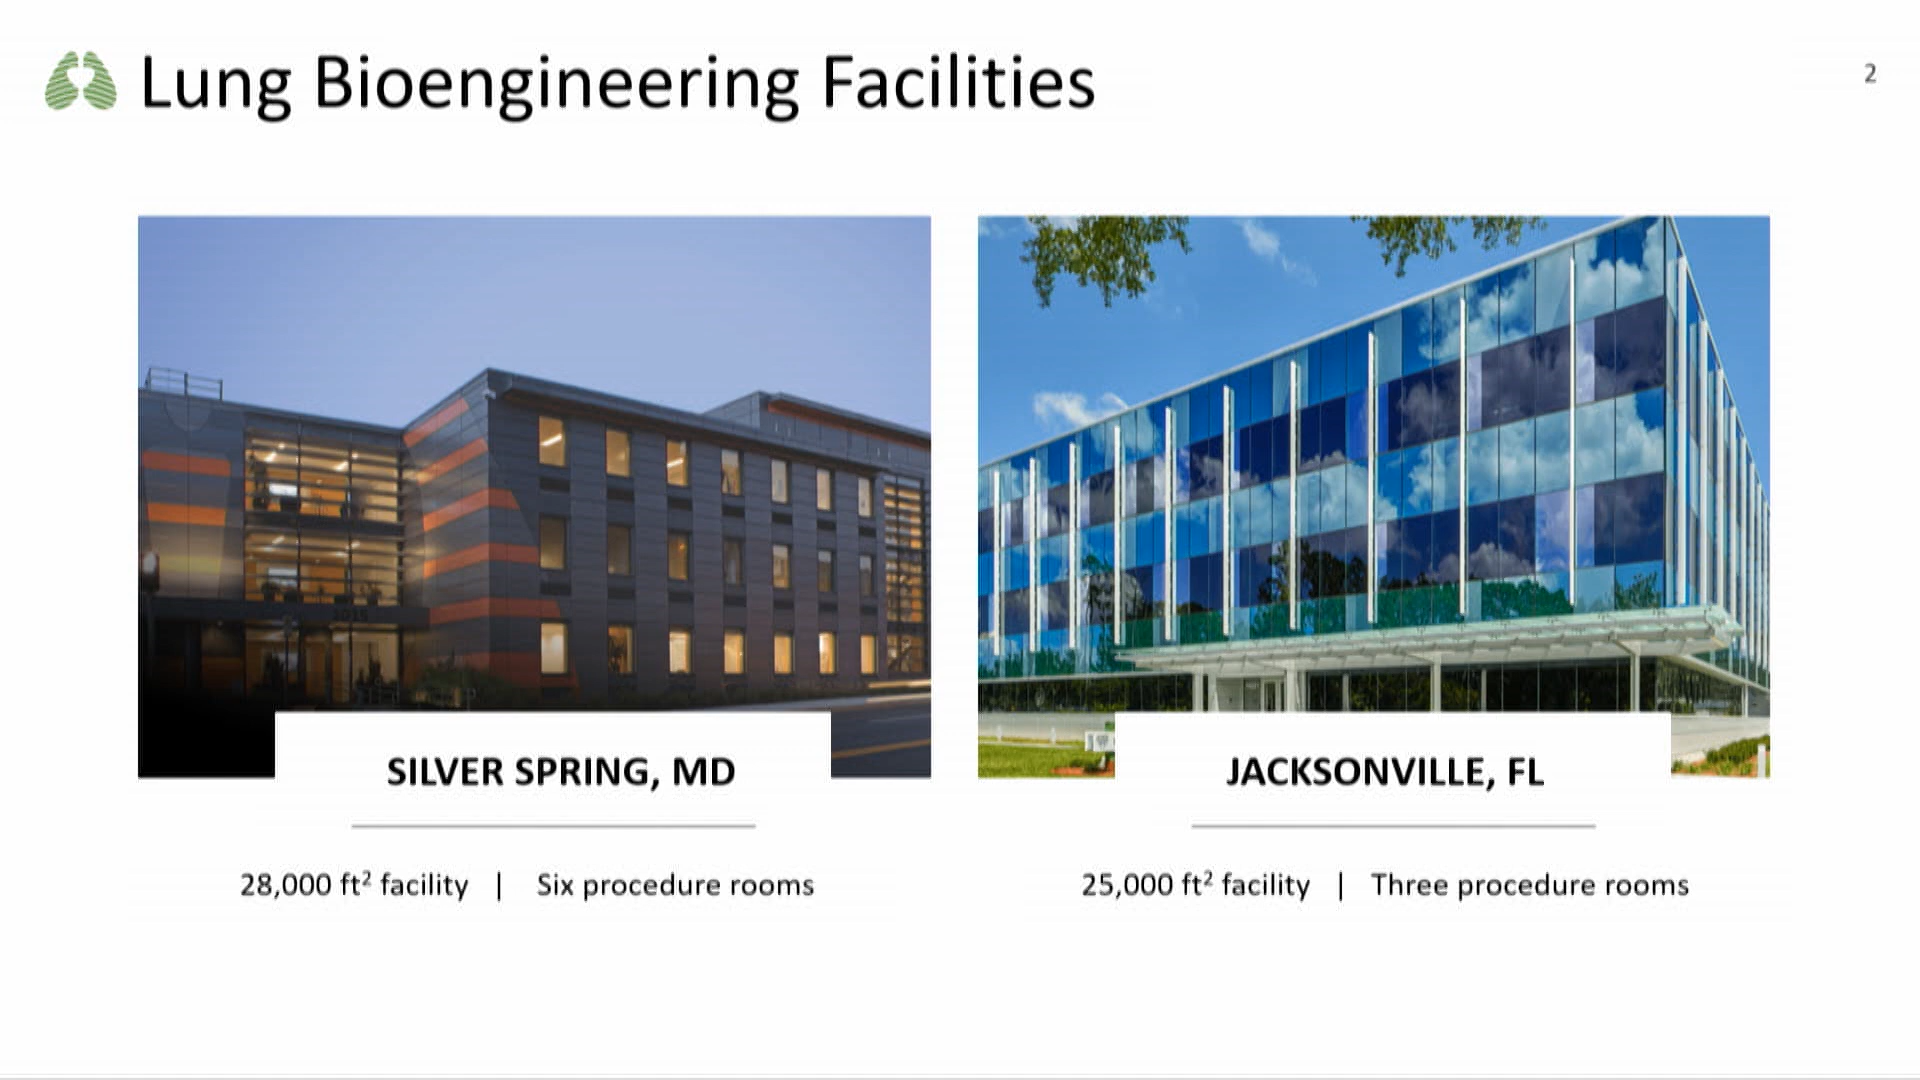 Lung Bioengineering Facilities
2
SILVER SPRING, MD
28,000 ft² facility | Six procedure rooms
JACKSONVILLE, FL
25,000 ft² facility | Three procedure rooms